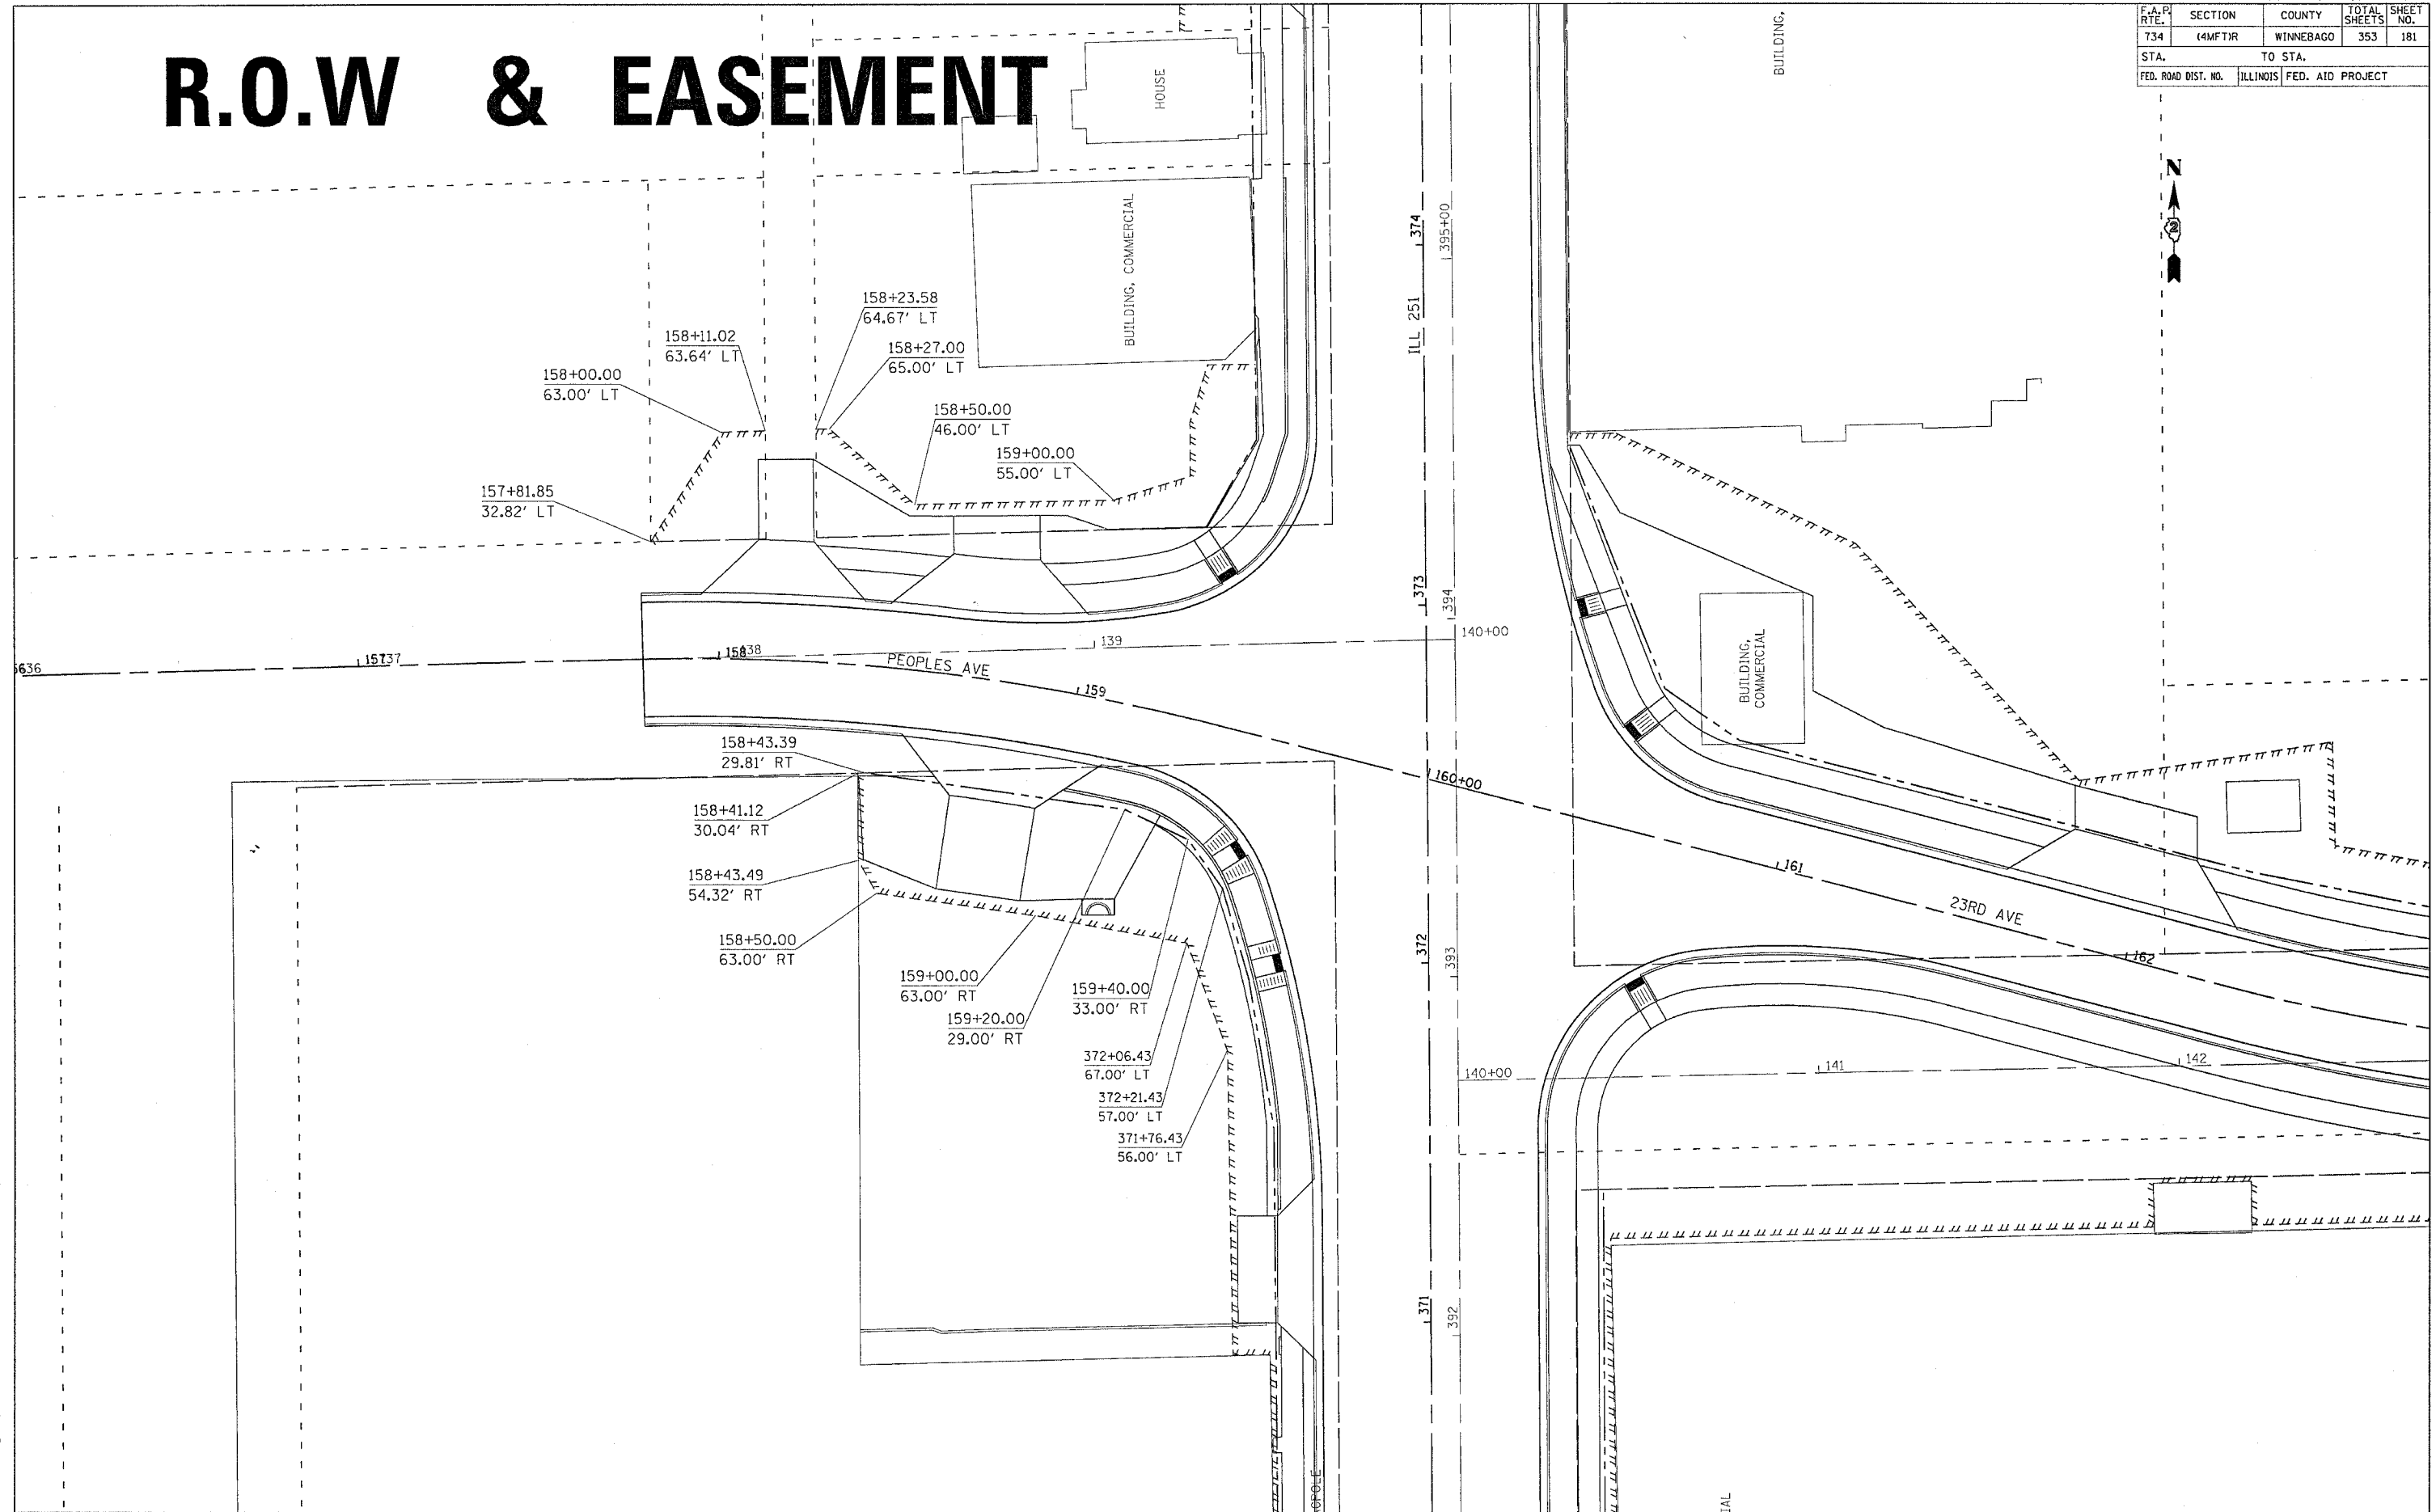 R.O.W & EASEMENT
F.A.P. RTE. SECTION COUNTY TOTAL SHEETS SHEET NO.
734 (4MFT)R WINNEBAGO 353 181
STA. TO STA.
FED. ROAD DIST. NO. ILLINOIS FED. AID PROJECT
N
2
HOUSE
BUILDING, COMMERCIAL
BUILDING,
374
395+00
ILL 251
158+23.58
64.67' LT
158+11.02
63.64' LT
158+27.00
65.00' LT
158+00.00
63.00' LT
158+50.00
46.00' LT
159+00.00
55.00' LT
157+81.85
32.82' LT
373
394
140+00
139
BUILDING,
COMMERCIAL
PEOPLES AVE
159
160+00
158+43.39
29.81' RT
158+41.12
30.04' RT
158+43.49
54.32' RT
158+50.00
63.00' RT
159+00.00
63.00' RT
159+20.00
29.00' RT
159+40.00
33.00' RT
372+06.43
67.00' LT
372+21.43
57.00' LT
371+76.43
56.00' LT
161
23RD AVE
162
372
393
140+00
141
142
371
392